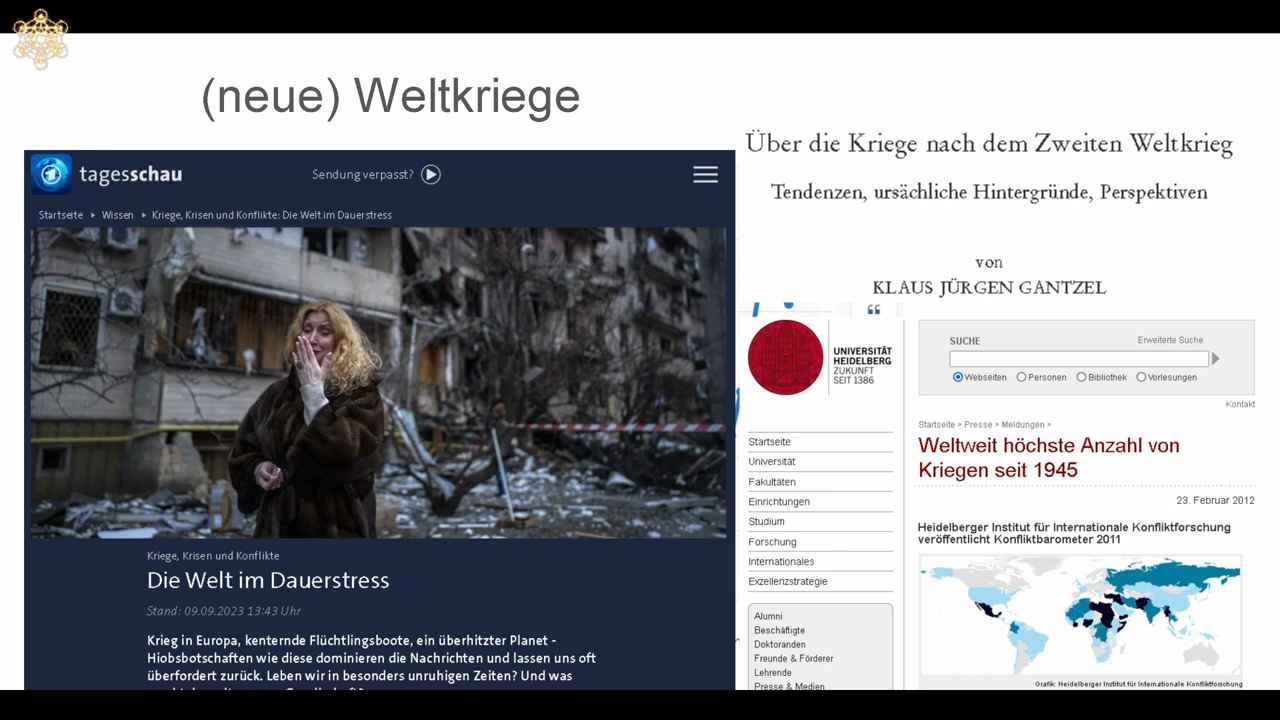 (neue) Weltkriege
tagesschau
Sendung verpasst?
Startseite
Wissen
Kriege, Krisen und Konflikte: Die Welt im Dauerstress
Kriege, Krisen und Konflikte
Die Welt im Dauerstress
Stand: 09.09.2023 13:43 Uhr
Krieg in Europa, kenternde Flüchtlingsboote, ein überhitzter Planet -
Hiobsbotschaften wie diese dominieren die Nachrichten und lassen uns oft
überfordert zurück. Leben wir in besonders unruhigen Zeiten? Und was
Über die Kriege nach dem Zweiten Weltkrieg
Tendenzen, ursächliche Hintergründe, Perspektiven
von
KLAUS JÜRGEN GANTZEL
UNIVERSITÄT
HEIDELBERG
ZUKUNFT
SEIT 1386
Startseite
Universität
Fakultäten
Einrichtungen
Studium
Forschung
Internationales
Exzellenzstrategie
Alumni
Beschäftigte
Doktoranden
Freunde & Förderer
Lehrende
Presse & Medien
SUCHE
Erweiterte Suche
Webseiten Personen Bibliothek Vorlesungen
Kontakt
Startseite > Presse > Meldungen >
Weltweit höchste Anzahl von
Kriegen seit 1945
23. Februar 2012
Heidelberger Institut für Internationale Konfliktforschung
veröffentlicht Konfliktbarometer 2011
Grafik: Heidelberger Institut für Internationale Konfliktforschung